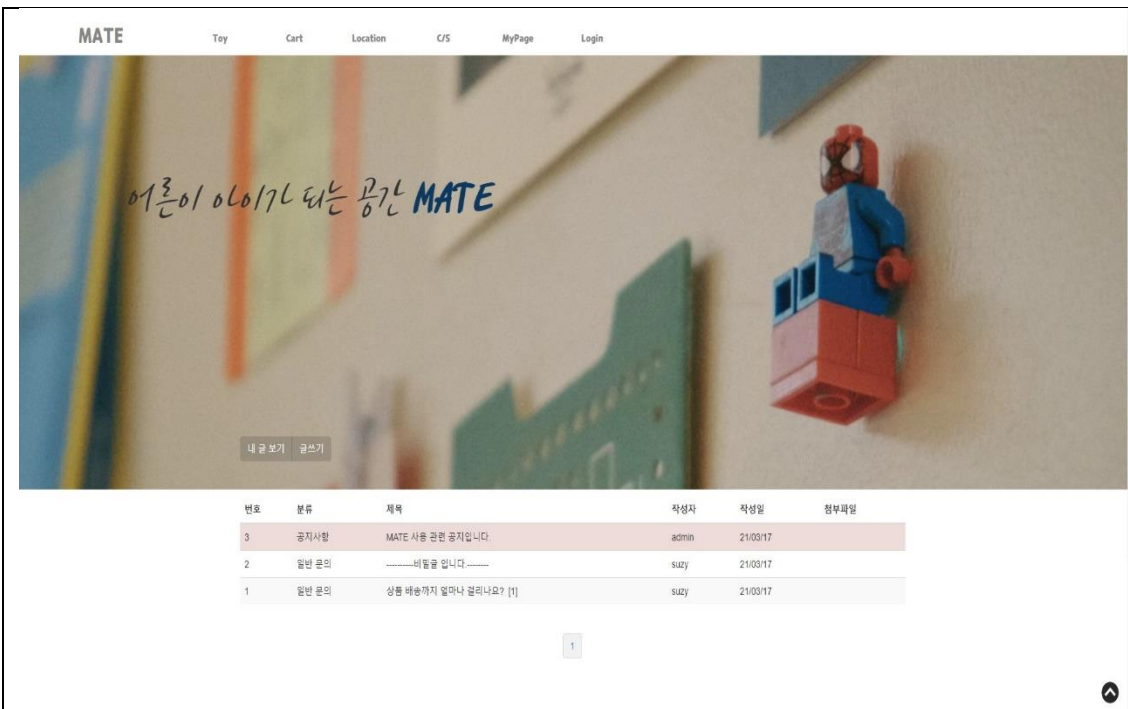 MATE Toy Cart Location C/S MyPage Login
어른이 아이가 되는 공간 MATE
내 글 보기 글쓰기
번호 분류 제목 작성자 작성일 첨부파일
3 공지사항 MATE 사용 관련 공지입니다. admin 21/03/17
2 일반 문의 ----------비밀글 입니다.-------- suzy 21/03/17
1 일반 문의 상품 배송까지 얼마나 걸리나요? [1] suzy 21/03/17
1